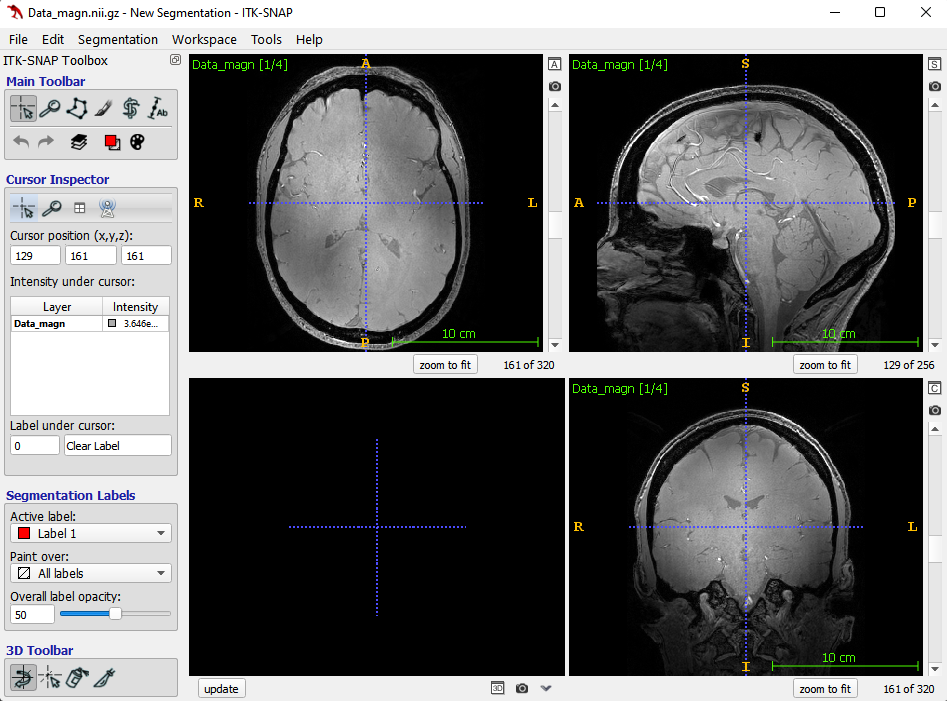 Data_magn.nii.gz - New Segmentation - ITK-SNAP
File Edit Segmentation Workspace Tools Help
ITK-SNAP Toolbox
Main Toolbar
Ab
Cursor Inspector
Cursor position (x,y,z):
129 161 161
Intensity under cursor:
Layer Intensity
Data_magn 3.646e...
Label under cursor:
0 Clear Label
Segmentation Labels
Active label:
Label 1
Paint over:
All labels
Overall label opacity:
50
3D Toolbar
Data_magn [1/4]
A
A
R
L
10 cm
P
zoom to fit 161 of 320
Data_magn [1/4]
S
S
A
P
10 cm
I
zoom to fit 129 of 256
update
3D
Data_magn [1/4]
S
C
R
L
10 cm
I
zoom to fit 161 of 320